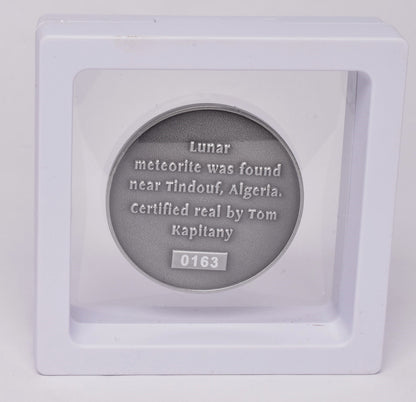 Lunar
meteorite was found
near Tindouf, Algeria.
Certified real by Tom
Kapitany
0163